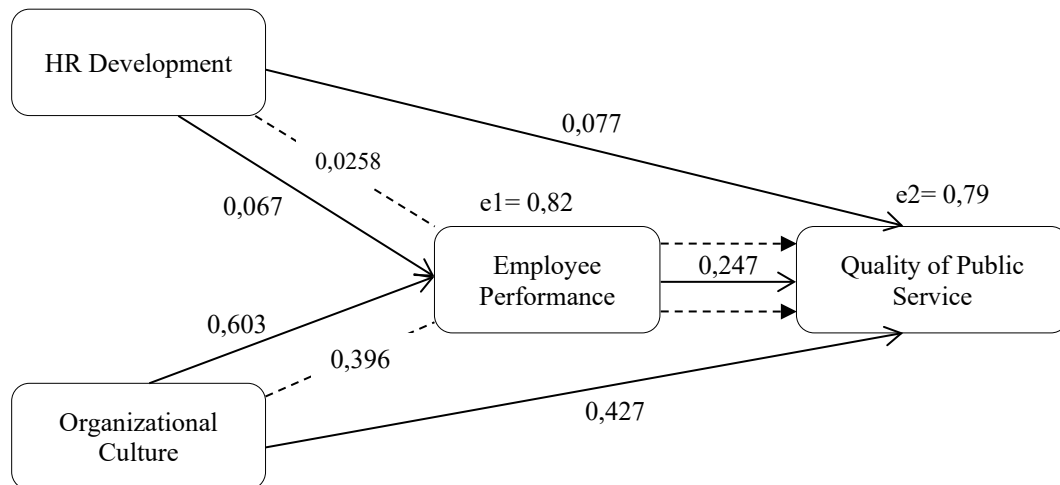 HR Development
0,077
0,0258
0,067
e1= 0,82
e2= 0,79
Employee
Performance
0,247
Quality of Public
Service
0,603
0,396
0,427
Organizational
Culture